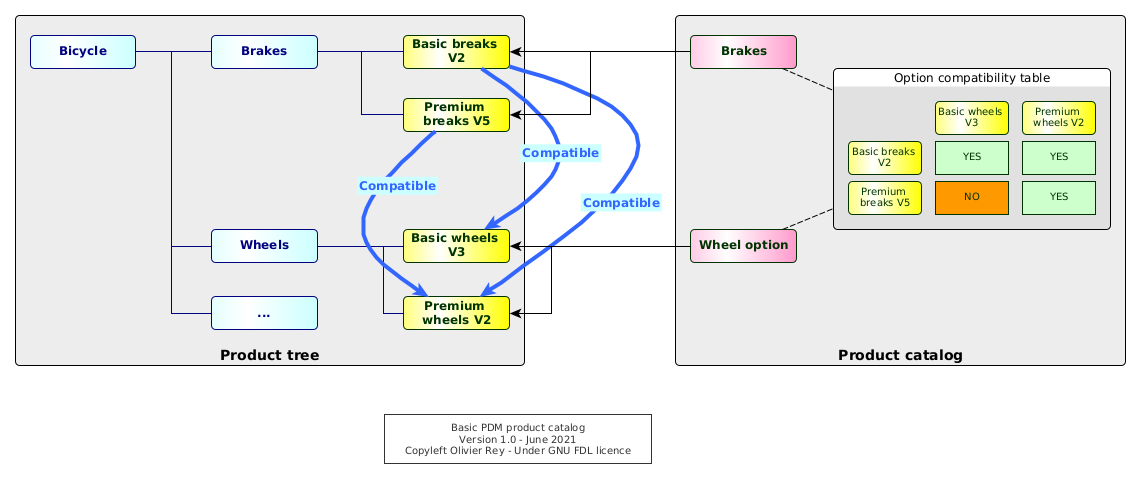 Bicycle
Brakes
Basic breaks
V2
Premium
breaks V5
Compatible
Compatible
Compatible
Wheels
Basic wheels
V3
...
Premium
wheels V2
Product tree
Brakes
Option compatibility table
Basic wheels
V3
Premium
wheels V2
Basic breaks
V2
YES
YES
Premium
breaks V5
NO
YES
Wheel option
Product catalog
Basic PDM product catalog
Version 1.0 - June 2021
Copyleft Olivier Rey - Under GNU FDL licence